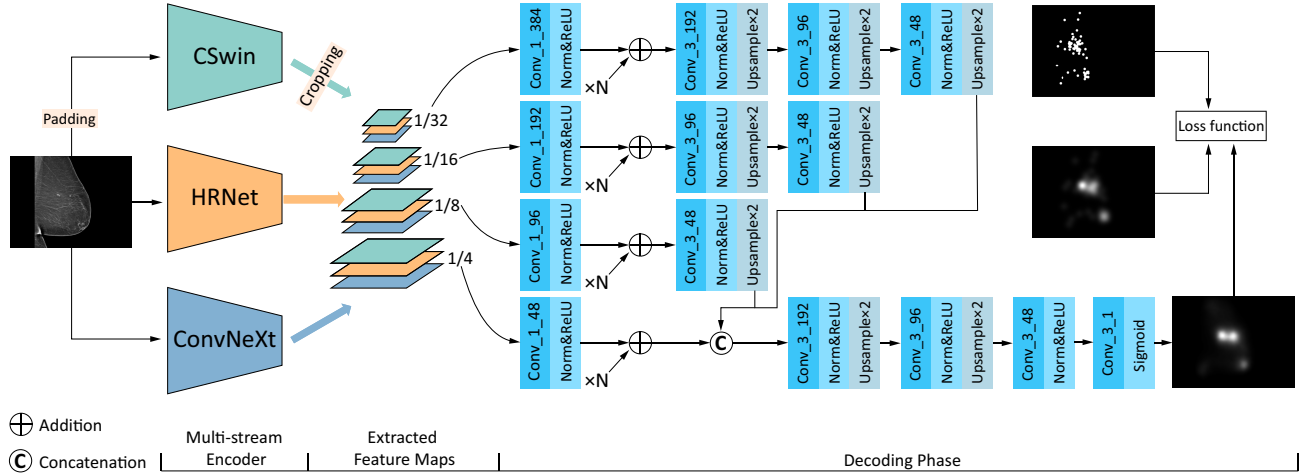 CSwin
Cropping
Padding
HRNet
ConvNeXt
1/32
1/16
1/8
1/4
Conv_1_384
Norm&ReLU
×N
Conv_3_192
Norm&ReLU
Upsample×2
Conv_3_96
Norm&ReLU
Upsample×2
Conv_3_48
Norm&ReLU
Upsample×2
Conv_1_192
Norm&ReLU
×N
Conv_3_96
Norm&ReLU
Upsample×2
Conv_3_48
Norm&ReLU
Upsample×2
Conv_1_96
Norm&ReLU
×N
Conv_3_48
Norm&ReLU
Upsample×2
Conv_1_48
Norm&ReLU
×N
C
Conv_3_192
Norm&ReLU
Upsample×2
Conv_3_96
Norm&ReLU
Upsample×2
Conv_3_48
Norm&ReLU
Conv_3_1
Sigmoid
Loss function
Addition
C Concatenation
Multi-stream
Encoder
Extracted
Feature Maps
Decoding Phase